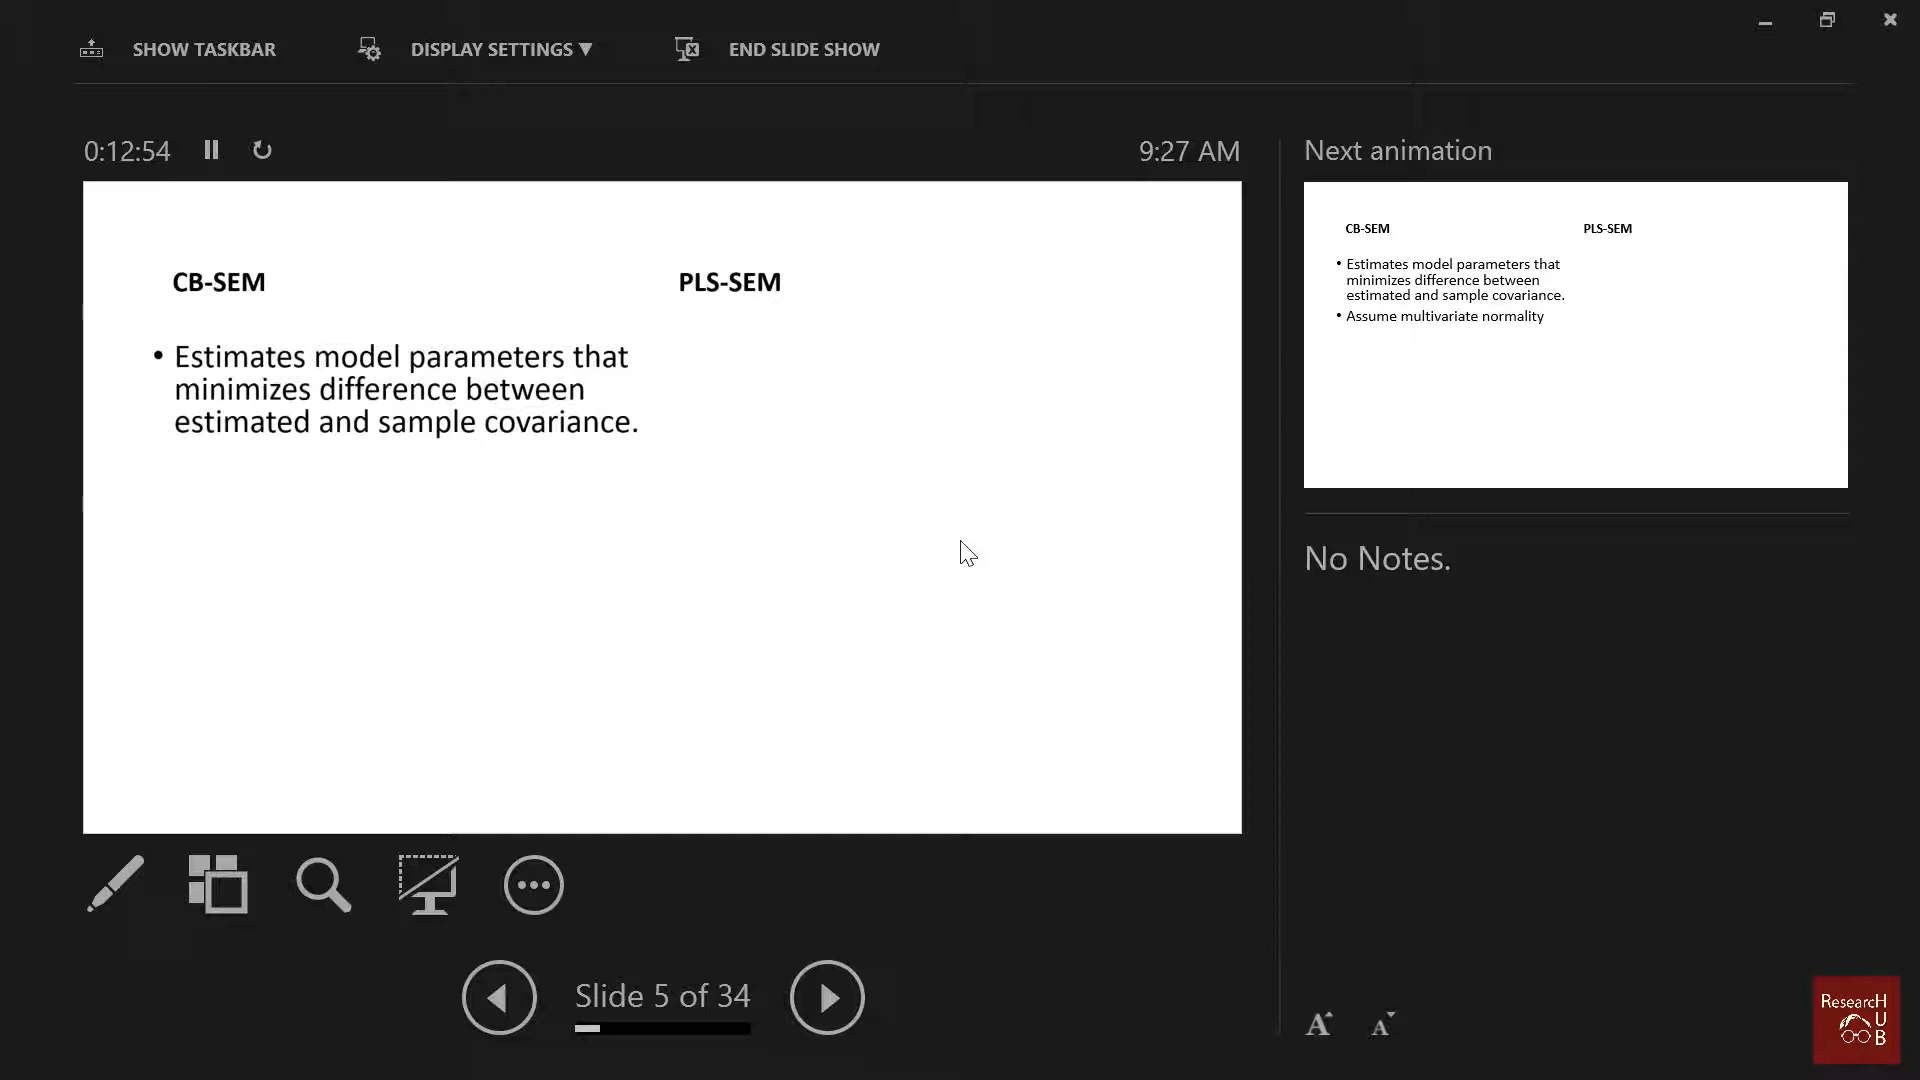 SHOW TASKBAR
DISPLAY SETTINGS ▼
END SLIDE SHOW
0:12:54
9:27 AM
Next animation
CB-SEM
PLS-SEM
• Estimates model parameters that
minimizes difference between
estimated and sample covariance.
CB-SEM
PLS-SEM
• Estimates model parameters that
minimizes difference between
estimated and sample covariance.
• Assume multivariate normality
No Notes.
Slide 5 of 34
A
A
ResearcH
U
B